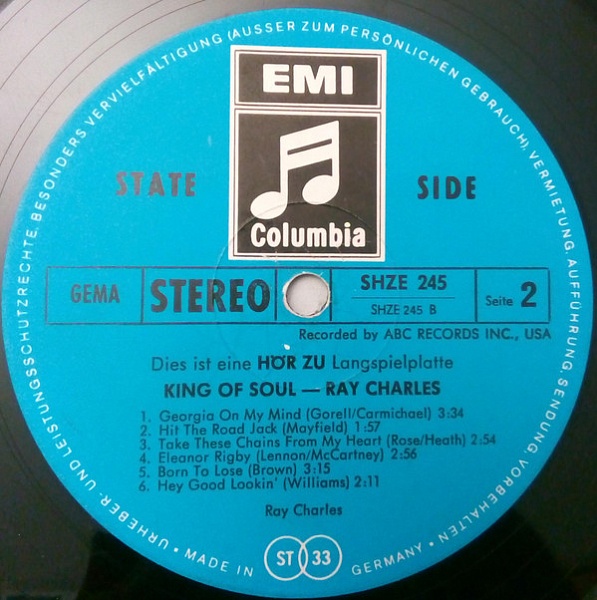 URHEBER- UND LEISTUNGSSCHUTZRECHTE, BESONDERS VERVIELFÄLTIGUNG (AUSSER ZUM PERSÖNLICHEN GEBRAUCH), VERMIETUNG, AUFFÜHRUNG, SENDUNG, VORBEHALTEN •
EMI
STATE SIDE
Columbia
GEMA STEREO SHZE 245 Seite 2
SHZE 245 B
Recorded by ABC RECORDS INC., USA
Dies ist eine HÖR ZU Langspielplatte
KING OF SOUL — RAY CHARLES
1. Georgia On My Mind (Gorell/Carmichael) 3:34
2. Hit The Road Jack (Mayfield) 1:57
3. Take These Chains From My Heart (Rose/Heath) 2:54
4. Eleanor Rigby (Lennon/McCartney) 2:56
5. Born To Lose (Brown) 3:15
6. Hey Good Lookin' (Williams) 2:11
Ray Charles
• MADE IN ST 33 GERMANY •